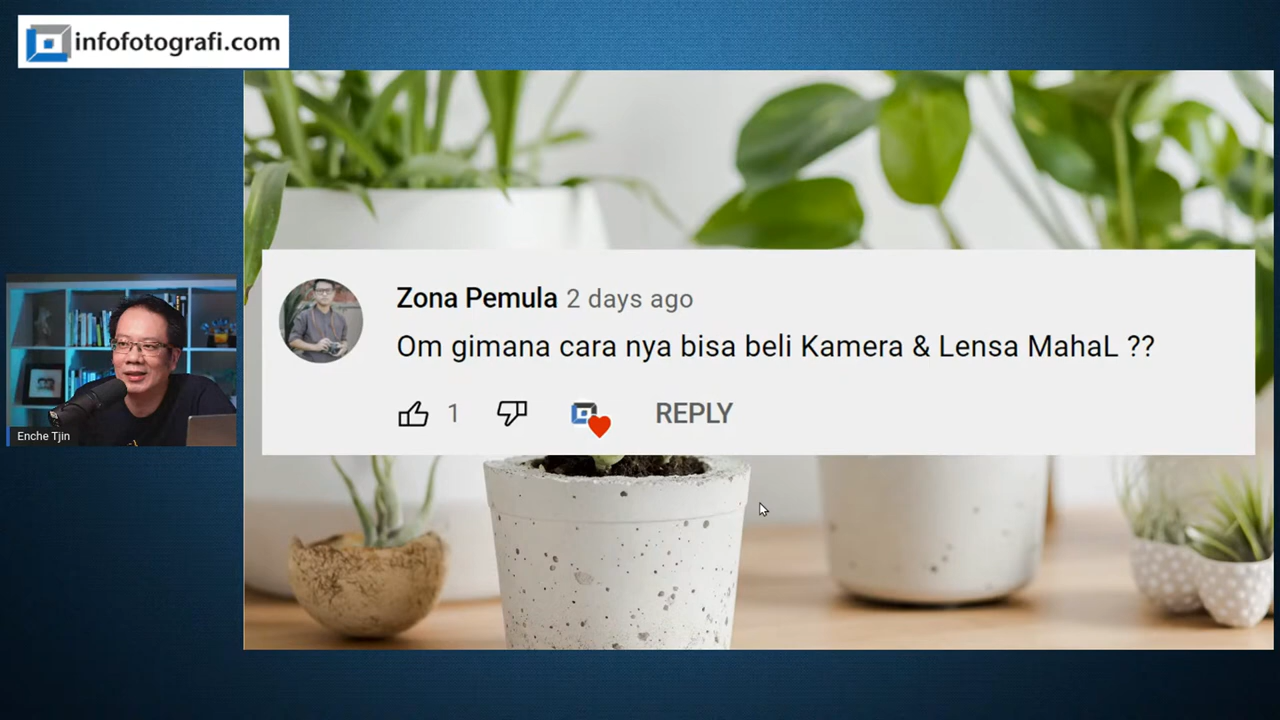 infofotografi.com
Zona Pemula 2 days ago
Om gimana cara nya bisa beli Kamera & Lensa MahaL ??
1
REPLY
Enche Tjin